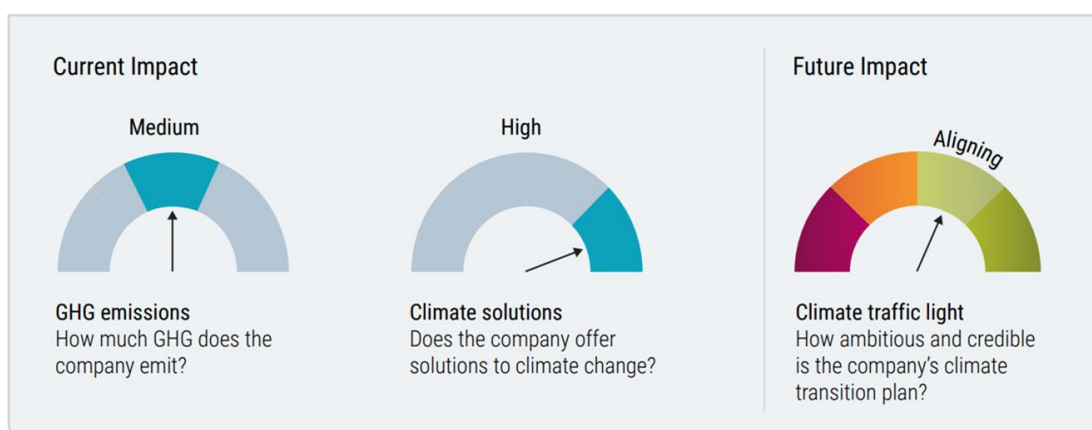 Current Impact
Medium
GHG emissions
How much GHG does the
company emit?
High
Climate solutions
Does the company offer
solutions to climate change?
Future Impact
Aligning
Climate traffic light
How ambitious and credible
is the company’s climate
transition plan?